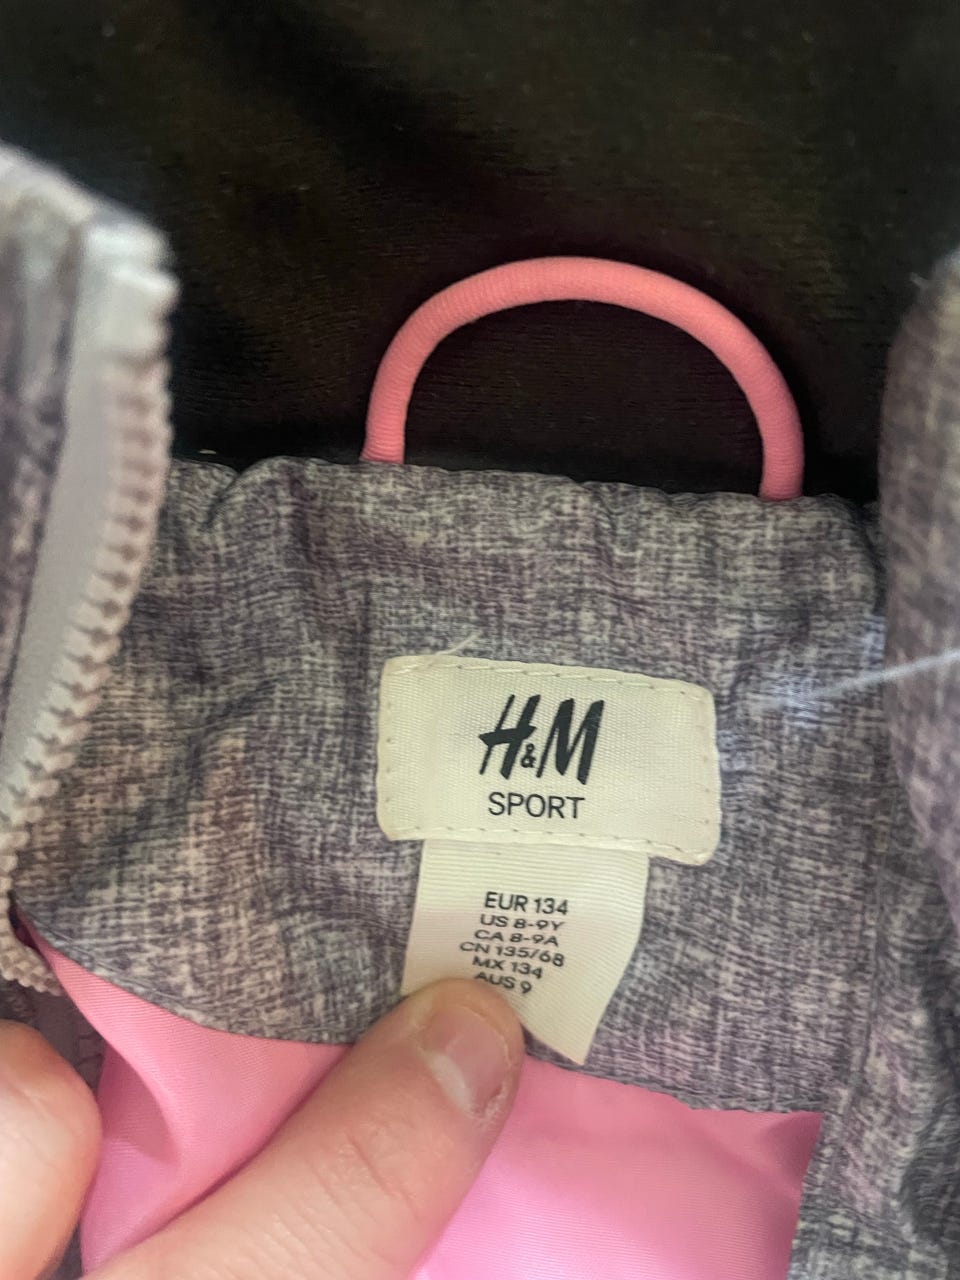 H&M
SPORT
EUR 134
US 8-9Y
CA 8-9A
CN 135/68
MX 134
AUS 9